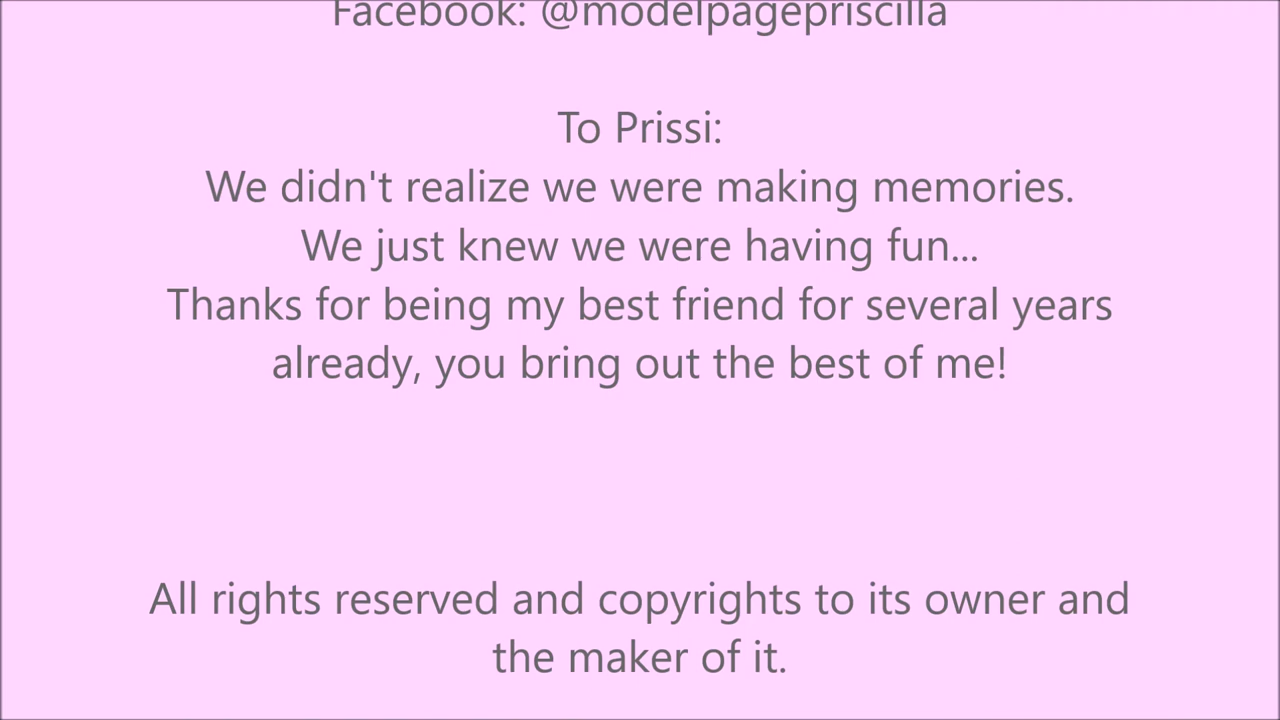 Facebook: @modelpagepriscilla
To Prissi:
We didn't realize we were making memories.
We just knew we were having fun...
Thanks for being my best friend for several years
already, you bring out the best of me!
All rights reserved and copyrights to its owner and
the maker of it.